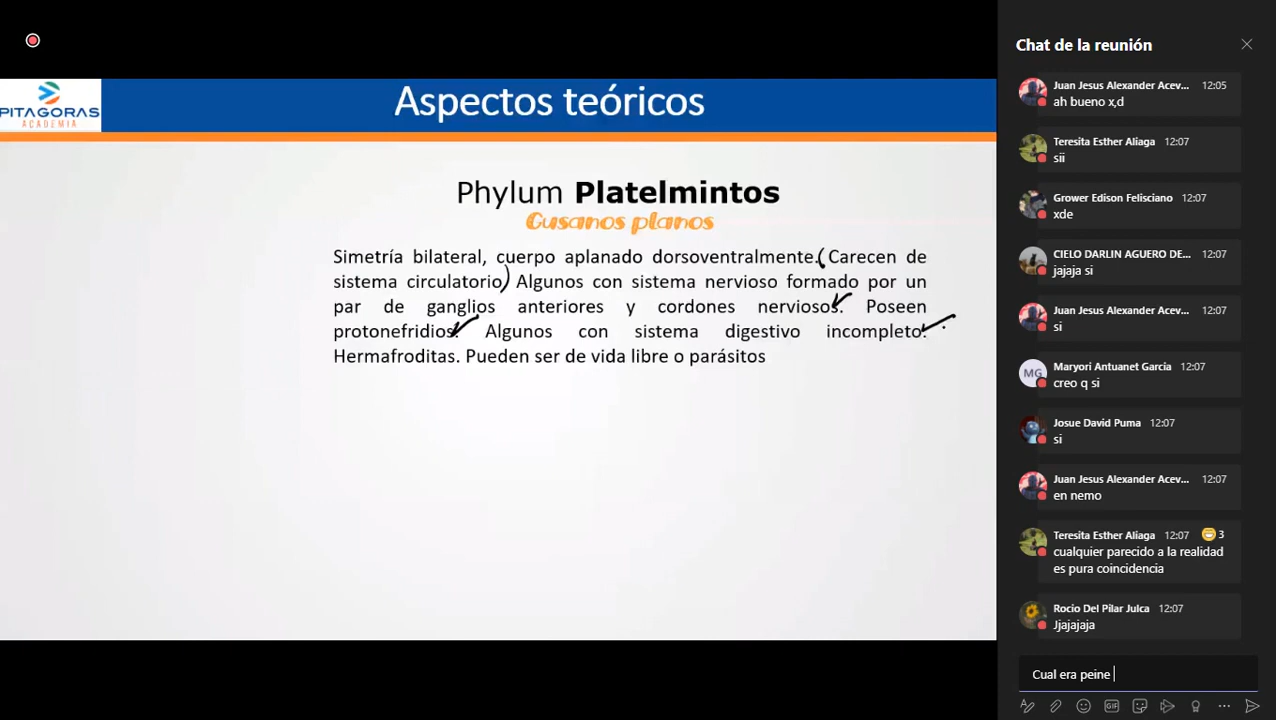 PITAGORAS
ACADEMIA
Aspectos teóricos
Phylum Platelmintos
Gusanos planos
Simetría bilateral, cuerpo aplanado dorsoventralmente. (Carecen de
sistema circulatorio) Algunos con sistema nervioso formado por un
par de ganglios anteriores y cordones nerviosos. Poseen
protonefridios. Algunos con sistema digestivo incompleto.
Hermafroditas. Pueden ser de vida libre o parásitos
Chat de la reunión
Juan Jesus Alexander Acev... 12:05
ah bueno x,d
Teresita Esther Aliaga 12:07
sii
Grower Edison Felisciano 12:07
xde
CIELO DARLIN AGUERO DE... 12:07
jajaja si
Juan Jesus Alexander Acev... 12:07
si
MG
Maryori Antuanet Garcia 12:07
creo q si
Josue David Puma 12:07
si
Juan Jesus Alexander Acev... 12:07
en nemo
Teresita Esther Aliaga 12:07 3
cualquier parecido a la realidad
es pura coincidencia
Rocio Del Pilar Julca 12:07
Jjajajaja
Cual era peine
GIF